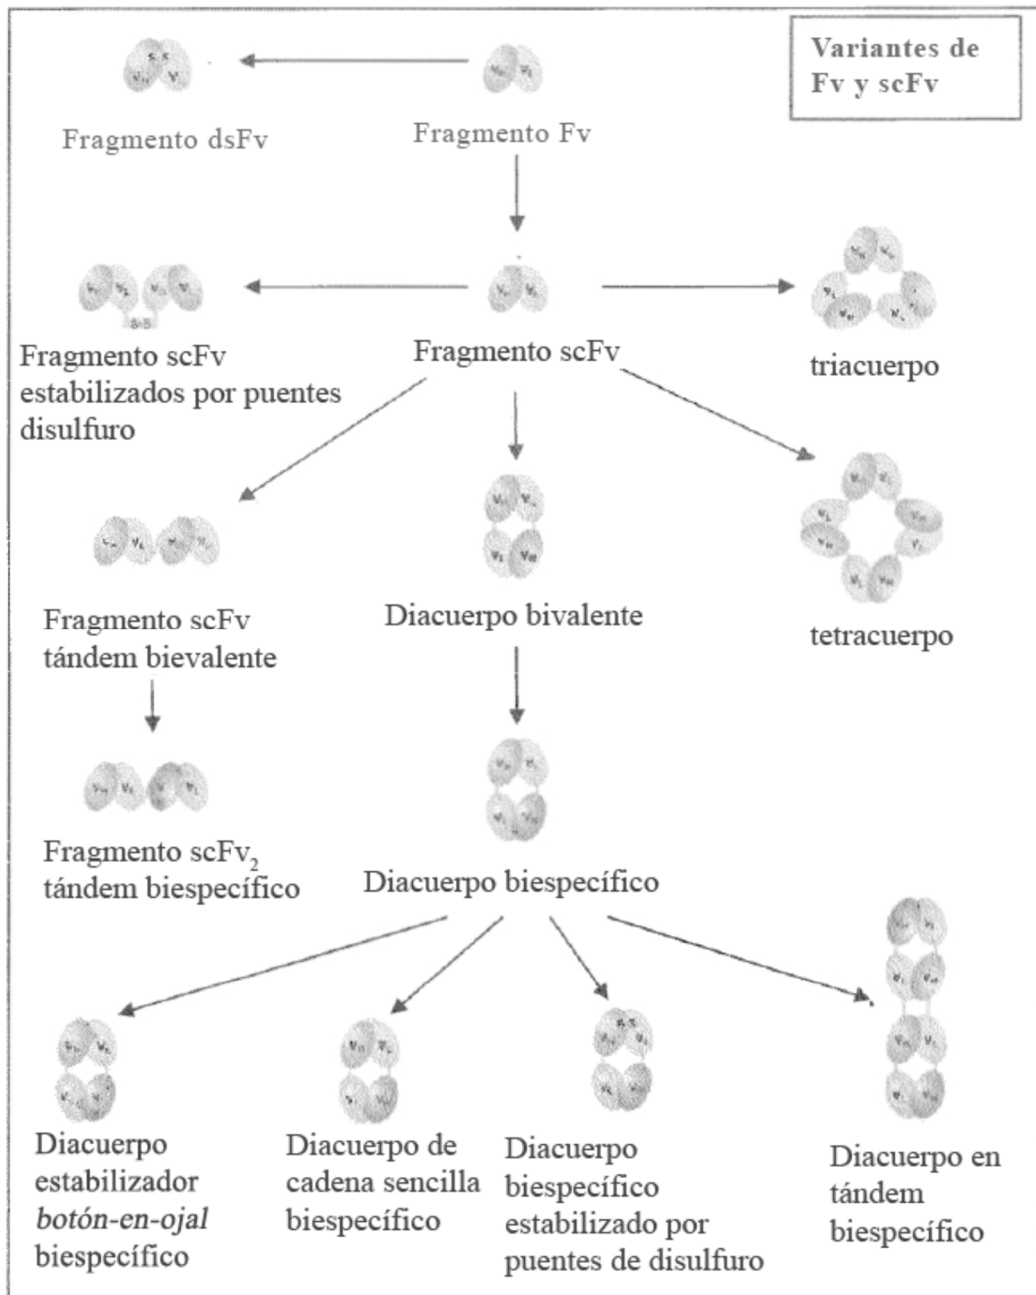 Variantes de
Fv y scFv
Fragmento dsFv
Fragmento Fv
Fragmento scFv
estabilizados por puentes
disulfuro
Fragmento scFv
triacuerpo
Fragmento scFv
tándem bievalente
Diacuerpo bivalente
tetracuerpo
Fragmento scFv₂
tándem biespecífico
Diacuerpo biespecífico
Diacuerpo
estabilizador
botón-en-ojal
biespecífico
Diacuerpo de
cadena sencilla
biespecífico
Diacuerpo
biespecífico
estabilizado por
puentes de disulfuro
Diacuerpo en
tándem
biespecífico